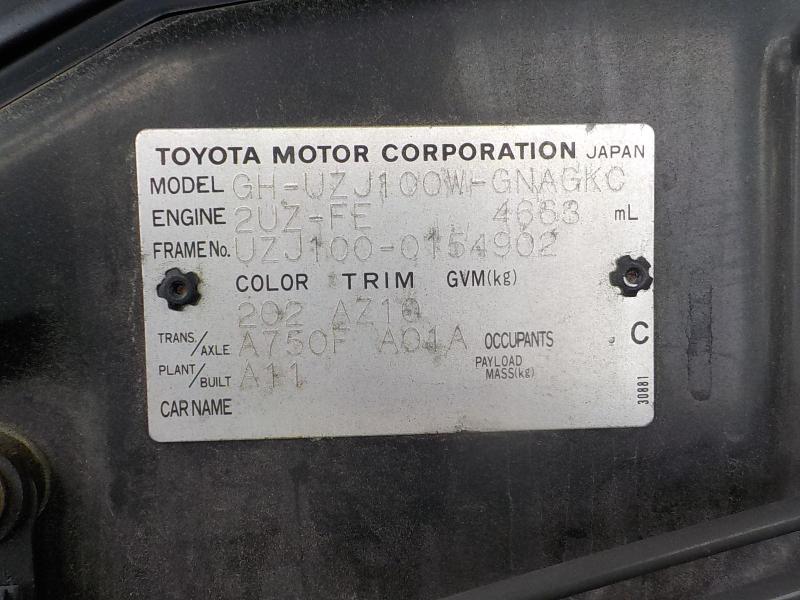 TOYOTA MOTOR CORPORATION JAPAN
MODEL GH-UZJ100W-GNAGKC
ENGINE 2UZ-FE 4663 mL
FRAME No. UZJ100-0154902
COLOR TRIM GVM(kg)
202 AZ10
TRANS./AXLE A750F A01A OCCUPANTS . C
PLANT/BUILT A11 PAYLOAD MASS(kg)
CAR NAME
30881